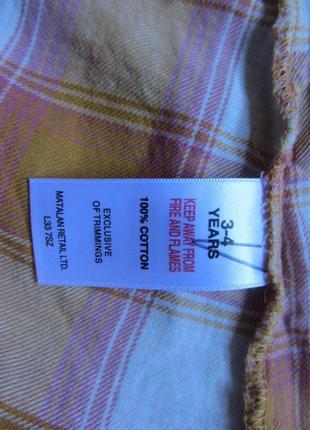 3-4
YEARS
KEEP AWAY FROM
FIRE AND FLAMES
100% COTTON
EXCLUSIVE
OF TRIMMINGS
MATALAN RETAIL LTD.
L33 7SZ